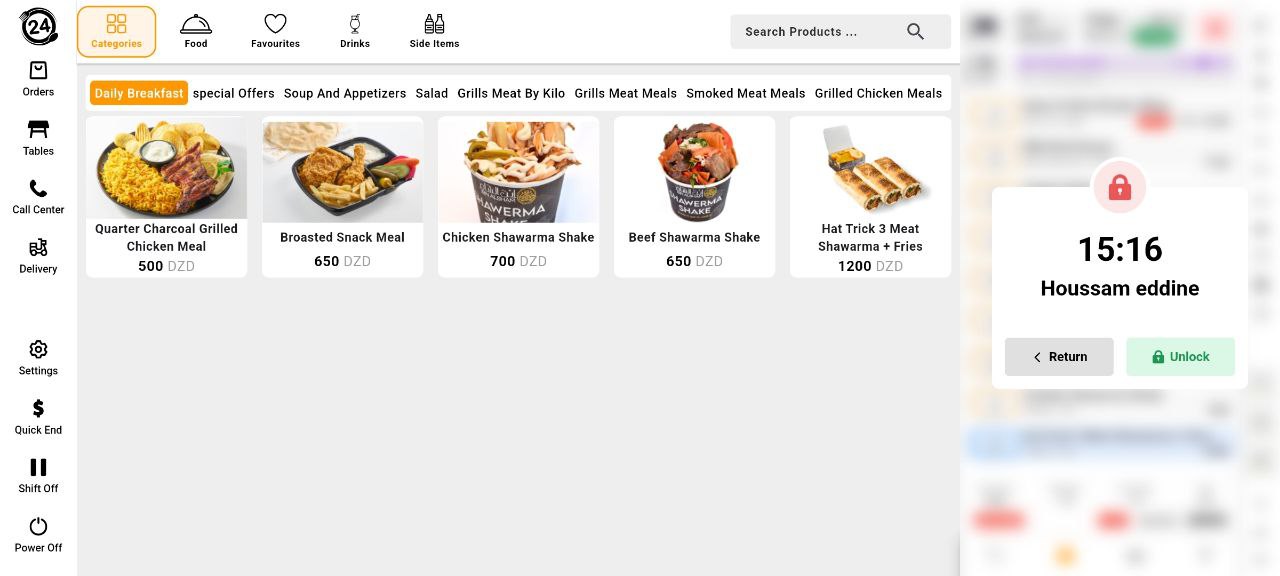 24
Orders
Tables
Call Center
Delivery
Settings
Quick End
Shift Off
Power Off
Categories
Food
Favourites
Drinks
Side Items
Search Products ...
Daily Breakfast
special Offers
Soup And Appetizers
Salad
Grills Meat By Kilo
Grills Meat Meals
Smoked Meat Meals
Grilled Chicken Meals
Quarter Charcoal Grilled
Chicken Meal
500 DZD
Broasted Snack Meal
650 DZD
SHAWERMA
SHAKE
Chicken Shawarma Shake
700 DZD
SHAWERMA
SHAKE
Beef Shawarma Shake
650 DZD
Hat Trick 3 Meat
Shawarma + Fries
1200 DZD
15:16
Houssam eddine
Return
Unlock